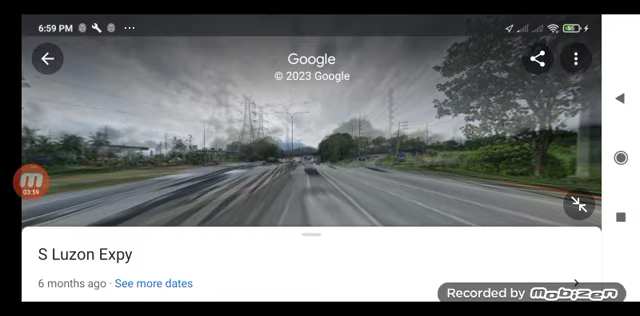 6:59 PM
Google
© 2023 Google
03:59
S Luzon Expy
6 months ago · See more dates
Recorded by Mobizen